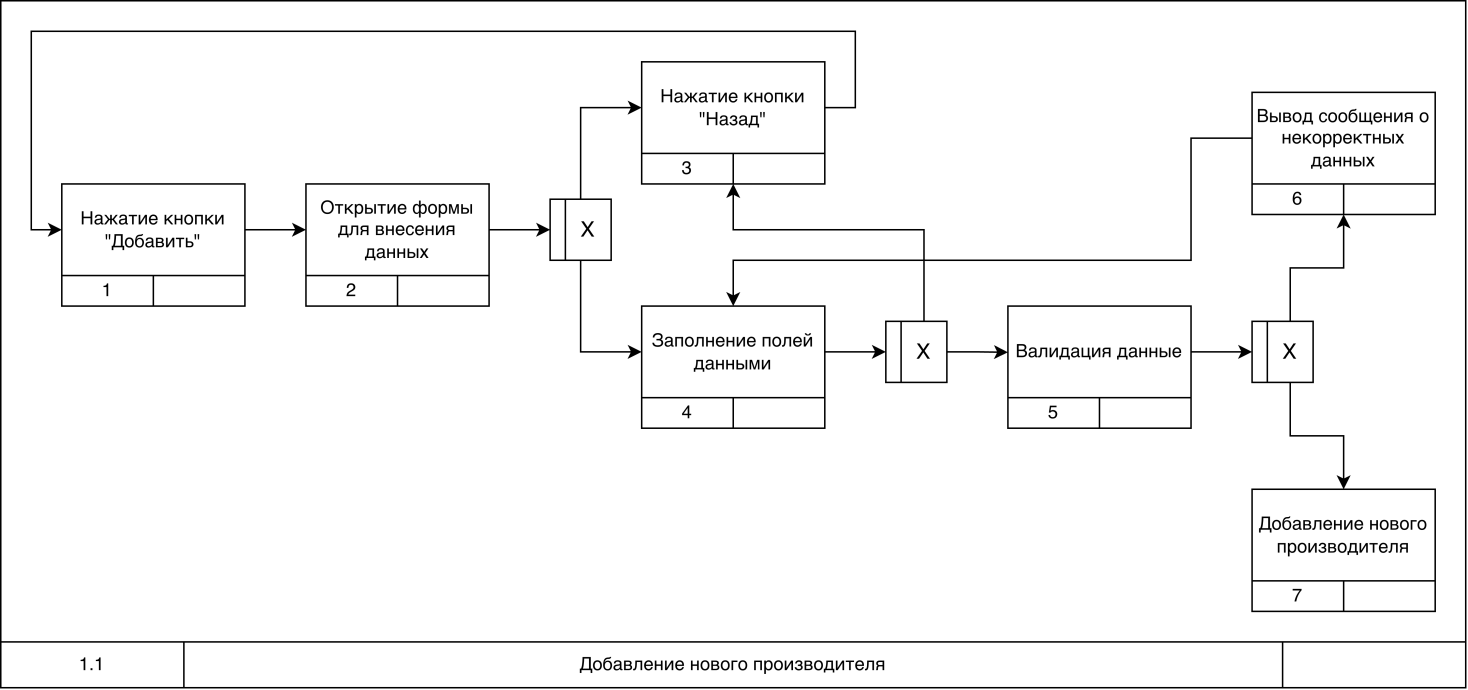 Нажатие кнопки
"Добавить"
1
Открытие формы
для внесения
данных
2
X
Нажатие кнопки
"Назад"
3
Заполнение полей
данными
4
X
Валидация данные
5
X
Вывод сообщения о
некорректных
данных
6
Добавление нового
производителя
7
1.1
Добавление нового производителя